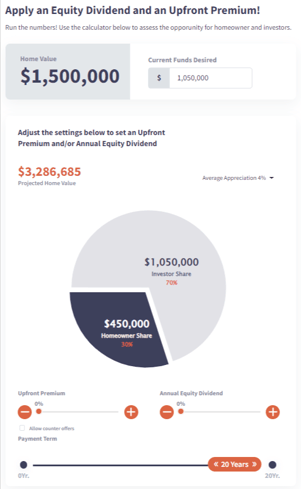 Apply an Equity Dividend and an Upfront Premium!
Run the numbers! Use the calculator below to assess the opporunity for homeowner and investors.
Home Value
$1,500,000
Current Funds Desired
$ 1,050,000
Adjust the settings below to set an Upfront
Premium and/or Annual Equity Dividend
$3,286,685
Projected Home Value
Average Appreciation 4%
$1,050,000
Investor Share
70%
$450,000
Homeowner Share
30%
Upfront Premium
Annual Equity Dividend
0%
0%
Allow counter offers
Payment Term
« 20 Years »
0Yr.
20Yr.